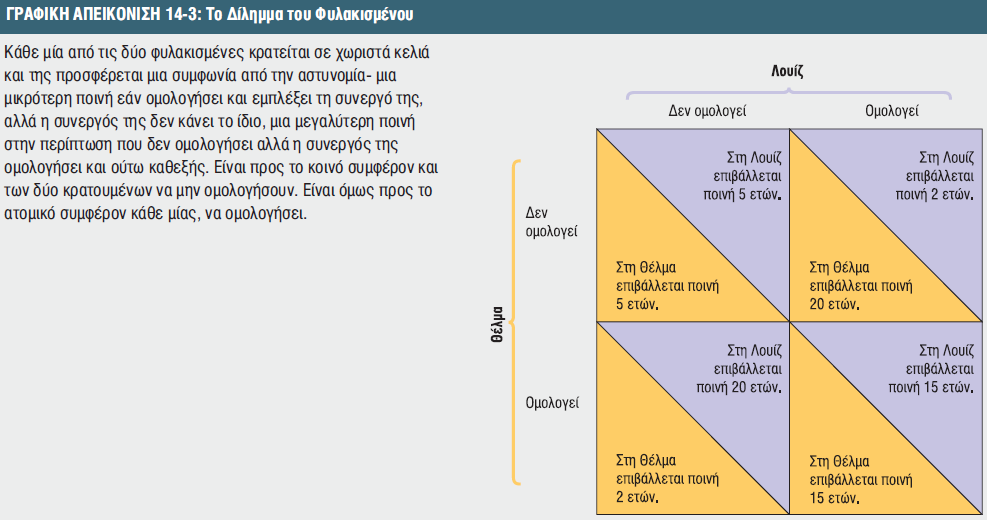 ΓΡΑΦΙΚΗ ΑΠΕΙΚΟΝΙΣΗ 14-3: Το Δίλημμα του Φυλακισμένου
Κάθε μία από τις δύο φυλακισμένες κρατείται σε χωριστά κελιά
και της προσφέρεται μια συμφωνία από την αστυνομία- μια
μικρότερη ποινή εάν ομολογήσει και εμπλέξει τη συνεργό της,
αλλά η συνεργός της δεν κάνει το ίδιο, μια μεγαλύτερη ποινή
στην περίπτωση που δεν ομολογήσει αλλά η συνεργός της
ομολογήσει και ούτω καθεξής. Είναι προς το κοινό συμφέρον και
των δύο κρατουμένων να μην ομολογήσουν. Είναι όμως προς το
ατομικό συμφέρον κάθε μίας, να ομολογήσει.
Λουίζ
Δεν ομολογεί
Ομολογεί
Θέλμα
Δεν
ομολογεί
Στη Λουίζ
επιβάλλεται
ποινή 5 ετών.
Στη Θέλμα
επιβάλλεται ποινή
5 ετών.
Στη Λουίζ
επιβάλλεται
ποινή 2 ετών.
Στη Θέλμα
επιβάλλεται ποινή
20 ετών.
Ομολογεί
Στη Λουίζ
επιβάλλεται
ποινή 20 ετών.
Στη Θέλμα
επιβάλλεται ποινή
2 ετών.
Στη Λουίζ
επιβάλλεται
ποινή 15 ετών.
Στη Θέλμα
επιβάλλεται ποινή
15 ετών.